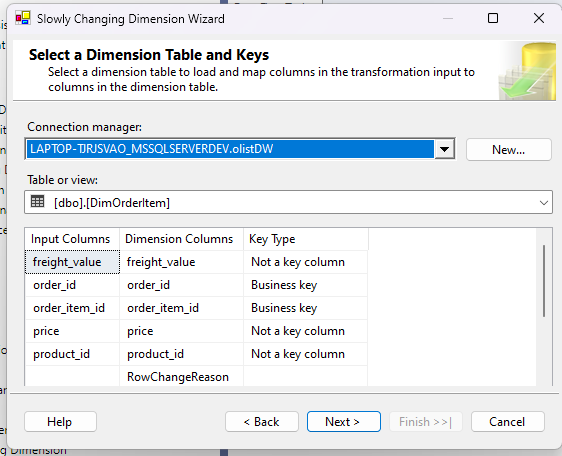 Slowly Changing Dimension Wizard
Select a Dimension Table and Keys
Select a dimension table to load and map columns in the transformation input to
columns in the dimension table.
Connection manager:
LAPTOP-TJRJSVAO_MSSQLSERVERDEV.olistDW
New...
Table or view:
[dbo].[DimOrderItem]
Input Columns Dimension Columns Key Type
freight_value freight_value Not a key column
order_id order_id Business key
order_item_id order_item_id Business key
price price Not a key column
product_id product_id Not a key column
RowChangeReason
Help < Back Next > Finish >>| Cancel
ng Dimension